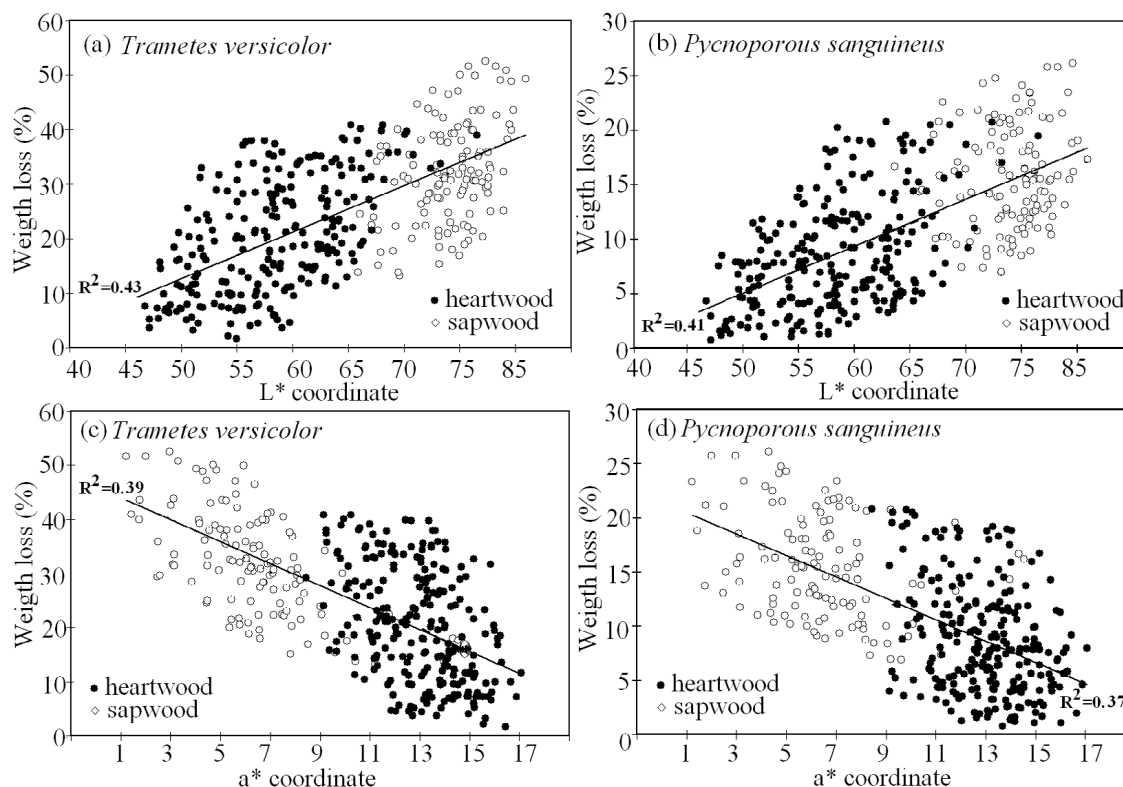 (a) Trametes versicolor
Weigth loss (%)
60
50
40
30
20
10
0
R²=0.43
● heartwood
◇ sapwood
40 45 50 55 60 65 70 75 85
L* coordinate
(b) Pycnoporous sanguineus
Weigth loss (%)
30
25
20
15
10
5
0
R²=0.41
● heartwood
○ sapwood
45 45 50 55 60 65 70 75 85
L* coordinate
(c) Trametes versicolor
Weigth loss (%)
60
50
40
30
20
10
0
R²=0.39
● heartwood
◇ sapwood
1 3 5 7 9 11 13 15 17
a* coordinate
(d) Pycnoporous sanguineus
Weigth loss (%)
30
25
20
15
10
5
0
R²=0.37
● heartwood
◇ sapwood
1 3 5 7 9 11 13 15 17
a* coordinate